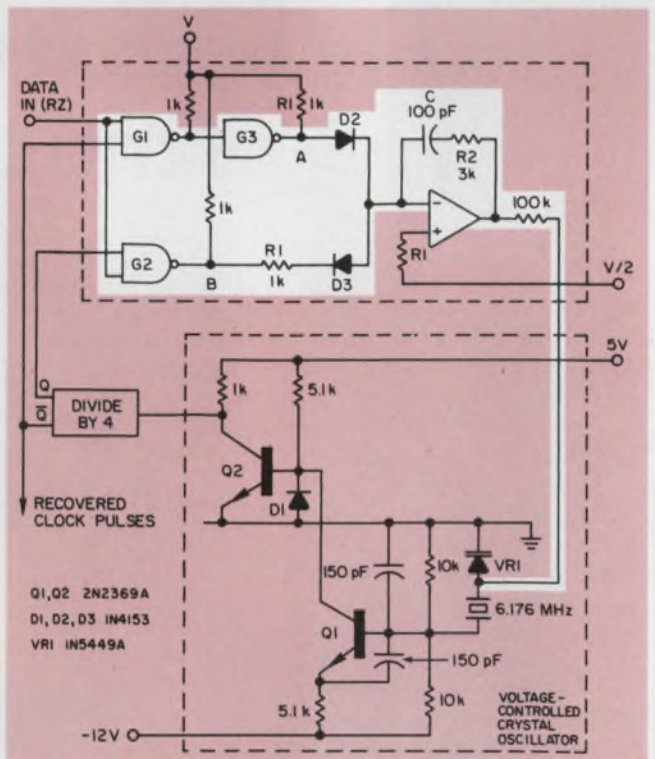 V
DATA
IN (RZ)
1k
R1
1k
C
100 pF
D2
G1
G3
A
R2
3k
-
+
100k
1k
G2
R1
1k
B
D3
R1
V/2
5V
Q
Q̅
DIVIDE
BY 4
1k
5.1k
Q2
D1
RECOVERED
CLOCK PULSES
150 pF
10k
VR1
6.176 MHz
Q1,Q2 2N2369A
D1,D2,D3 1N4153
VR1 1N5449A
Q1
150 pF
5.1k
10k
-12V
VOLTAGE-
CONTROLLED
CRYSTAL
OSCILLATOR